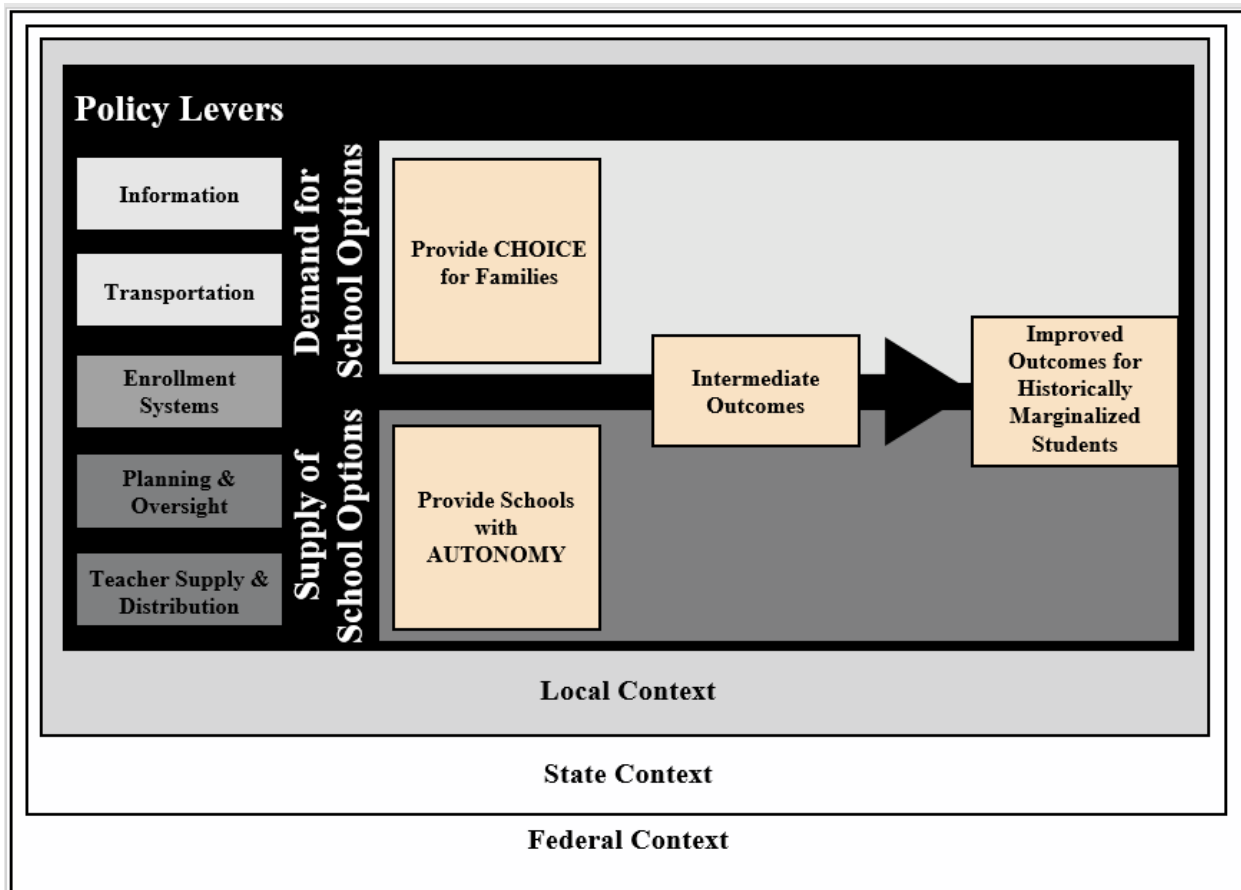 Policy Levers
Information
Transportation
Enrollment
Systems
Planning &
Oversight
Teacher Supply &
Distribution
Demand for
School Options
Supply of
School Options
Provide CHOICE
for Families
Provide Schools
with
AUTONOMY
Intermediate
Outcomes
Improved
Outcomes for
Historically
Marginalized
Students
Local Context
State Context
Federal Context